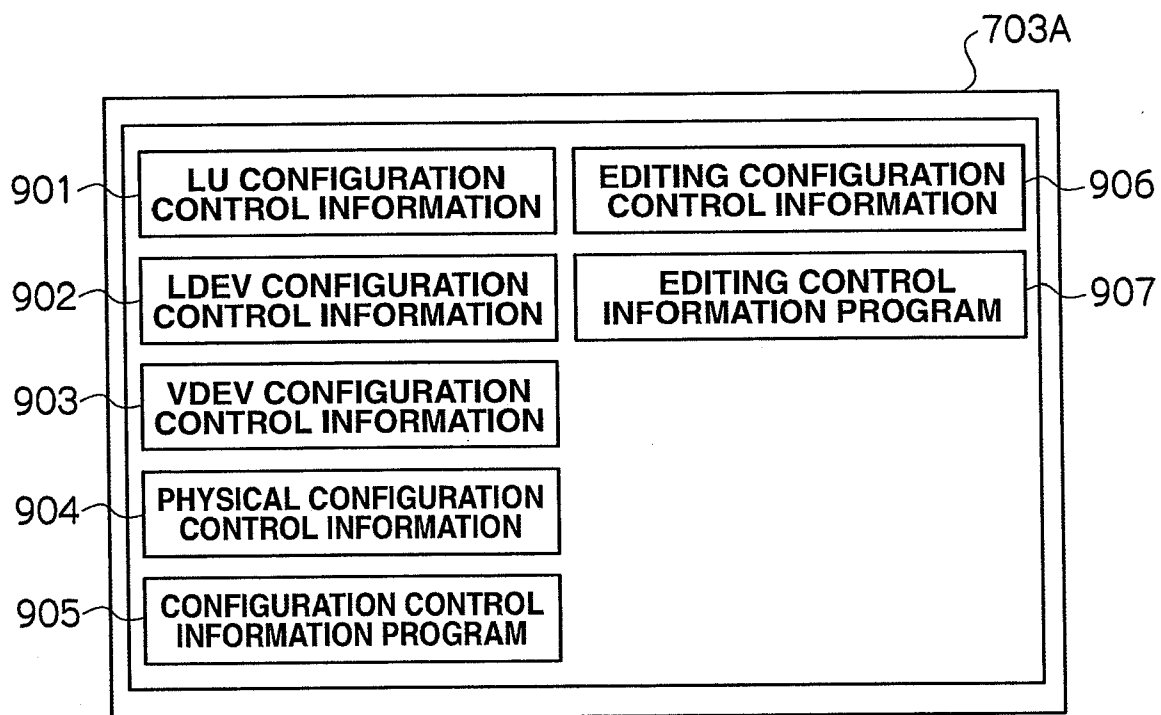 703A
901
LU CONFIGURATION
CONTROL INFORMATION
902
LDEV CONFIGURATION
CONTROL INFORMATION
903
VDEV CONFIGURATION
CONTROL INFORMATION
904
PHYSICAL CONFIGURATION
CONTROL INFORMATION
905
CONFIGURATION CONTROL
INFORMATION PROGRAM
EDITING CONFIGURATION
CONTROL INFORMATION
906
EDITING CONTROL
INFORMATION PROGRAM
907